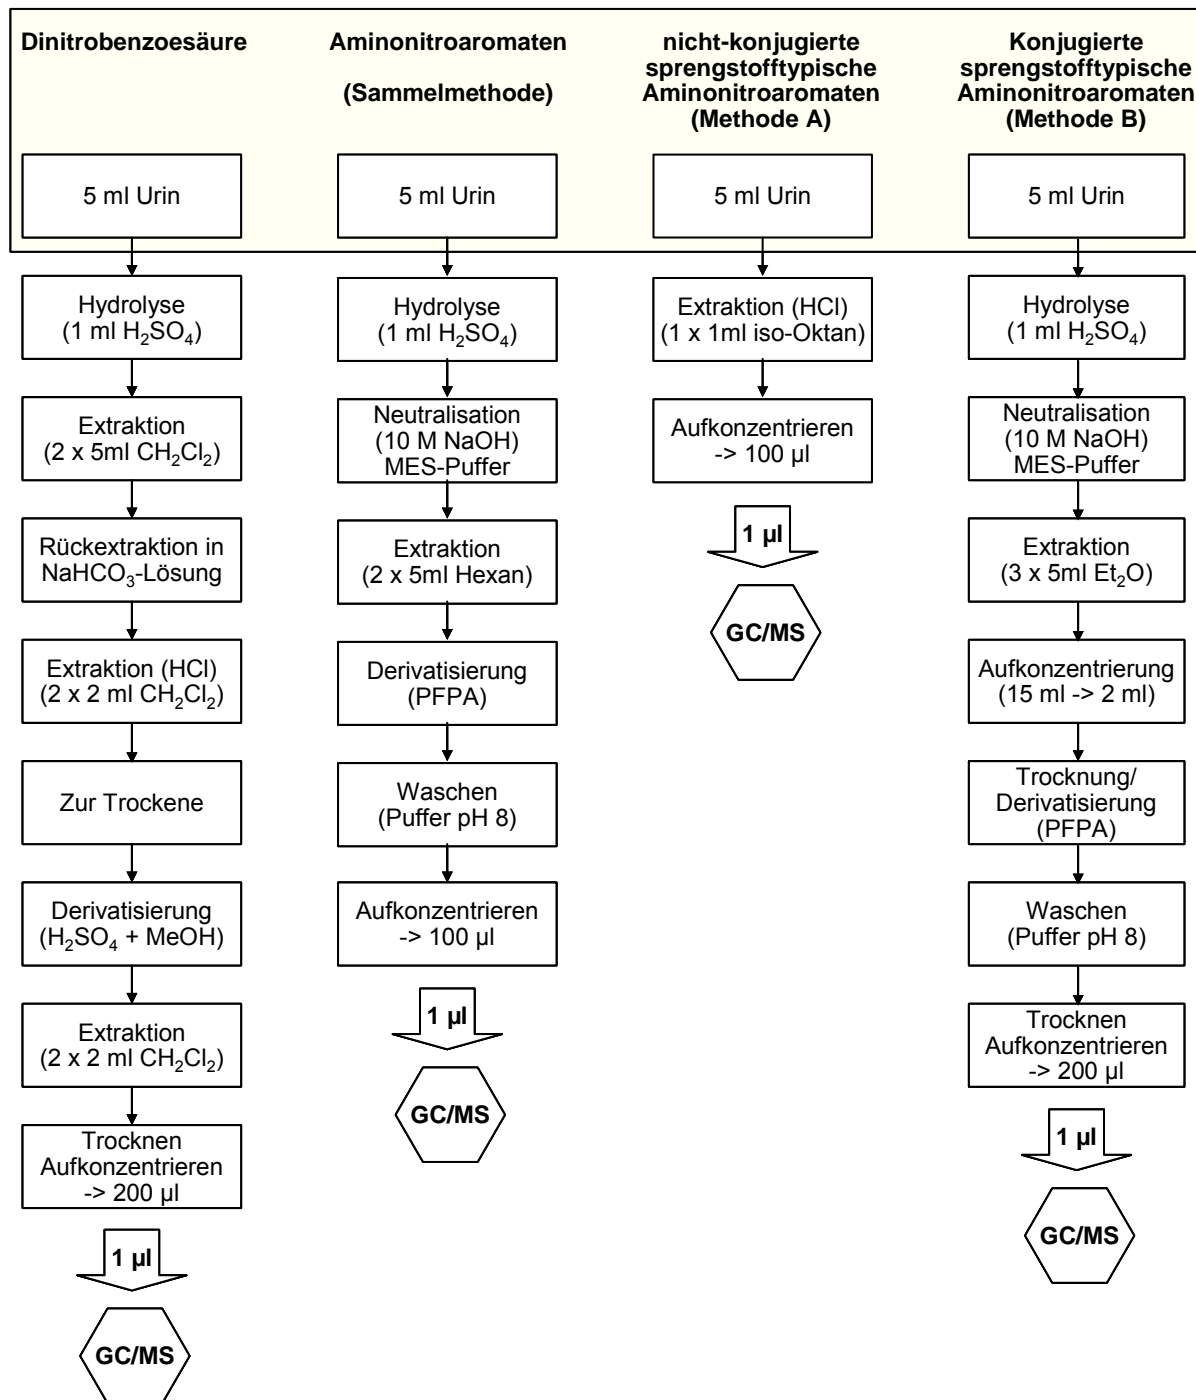 Dinitrobenzoesäure
5 ml Urin
Hydrolyse
(1 ml H₂SO₄)
Extraktion
(2 x 5ml CH₂Cl₂)
Rückextraktion in
NaHCO₃-Lösung
Extraktion (HCl)
(2 x 2 ml CH₂Cl₂)
Zur Trockene
Derivatisierung
(H₂SO₄ + MeOH)
Extraktion
(2 x 2 ml CH₂Cl₂)
Trocknen
Aufkonzentrieren
-> 200 µl
1 µl
GC/MS
Aminonitroaromaten
(Sammelmethode)
5 ml Urin
Hydrolyse
(1 ml H₂SO₄)
Neutralisation
(10 M NaOH)
MES-Puffer
Extraktion
(2 x 5ml Hexan)
Derivatisierung
(PFPA)
Waschen
(Puffer pH 8)
Aufkonzentrieren
-> 100 µl
1 µl
GC/MS
nicht-konjugierte
sprengstofftypische
Aminonitroaromaten
(Methode A)
5 ml Urin
Extraktion (HCl)
(1 x 1ml iso-Oktan)
Aufkonzentrieren
-> 100 µl
1 µl
GC/MS
Konjugierte
sprengstofftypische
Aminonitroaromaten
(Methode B)
5 ml Urin
Hydrolyse
(1 ml H₂SO₄)
Neutralisation
(10 M NaOH)
MES-Puffer
Extraktion
(3 x 5ml Et₂O)
Aufkonzentrierung
(15 ml -> 2 ml)
Trocknung/
Derivatisierung
(PFPA)
Waschen
(Puffer pH 8)
Trocknen
Aufkonzentrieren
-> 200 µl
1 µl
GC/MS